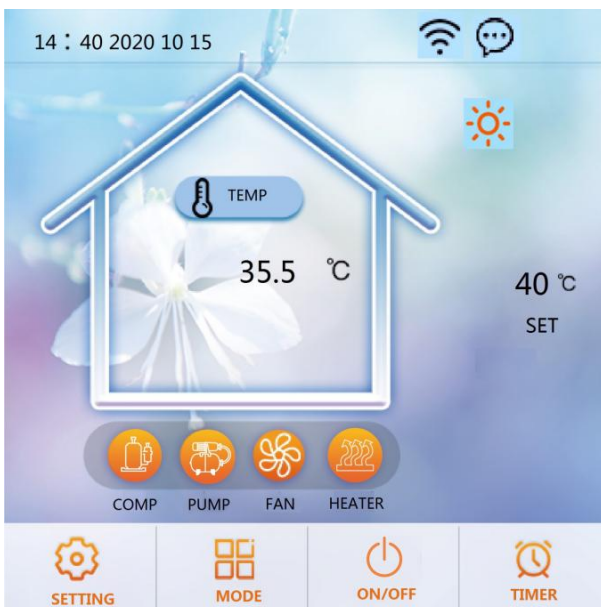 14：40 2020 10 15
TEMP
35.5 ℃
40 ℃
SET
COMP PUMP FAN HEATER
SETTING MODE ON/OFF TIMER